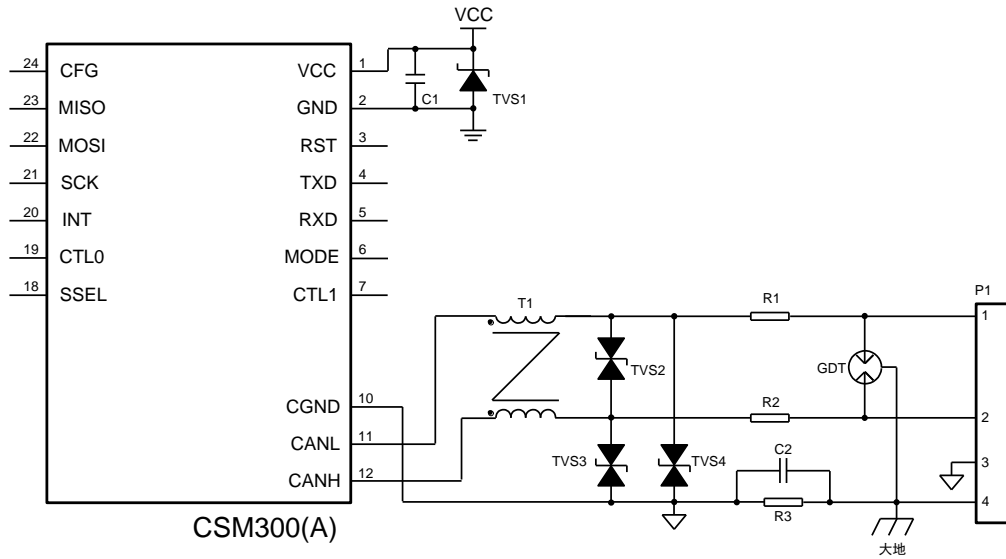 VCC
24 CFG VCC 1
C1
TVS1
23 MISO GND 2
22 MOSI RST 3
21 SCK TXD 4
20 INT RXD 5
19 CTL0 MODE 6
18 SSEL CTL1 7
T1 R1 P1
1
TVS2 GDT
CGND 10 R2 2
CANL 11
TVS3 TVS4 C2 3
CANH 12
4
R3
CSM300(A)
大地